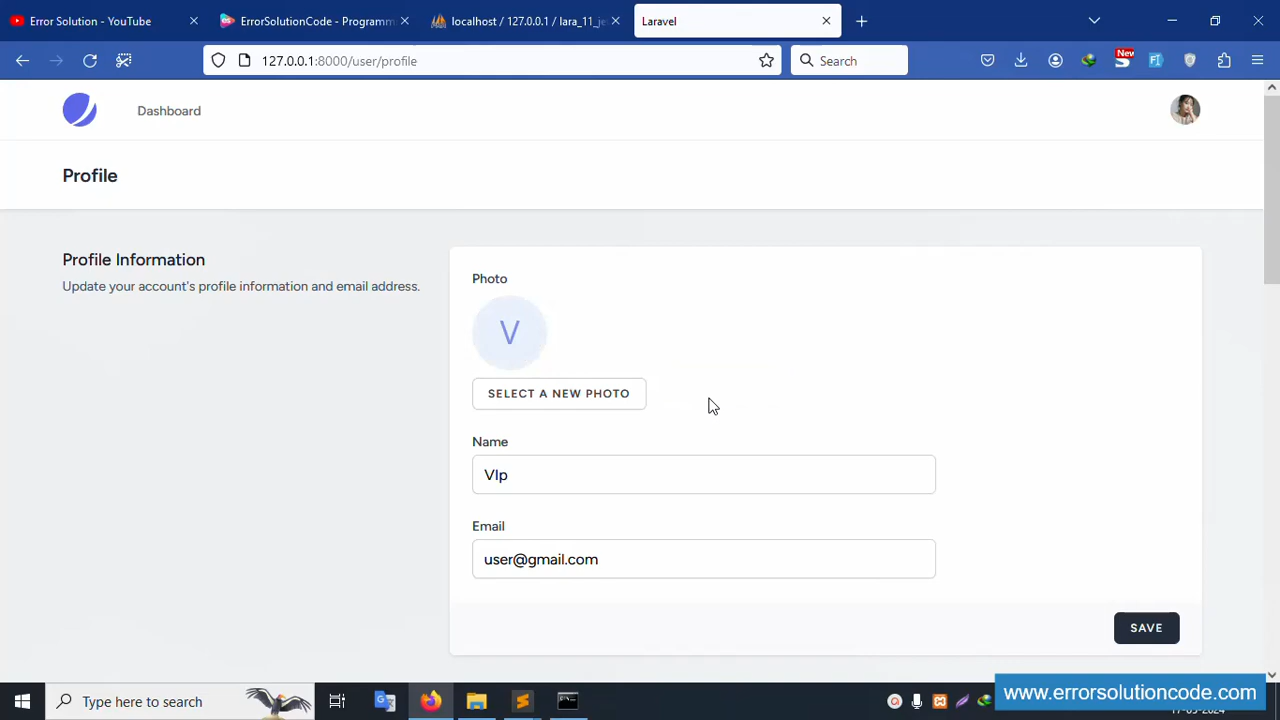 Error Solution - YouTube
ErrorSolutionCode - Programm
localhost / 127.0.0.1 / lara_11_je
Laravel
127.0.0.1:8000/user/profile
Search
New
Dashboard
Profile
Profile Information
Update your account's profile information and email address.
Photo
V
SELECT A NEW PHOTO
Name
VIp
Email
user@gmail.com
SAVE
Type here to search
www.errorsolutioncode.com